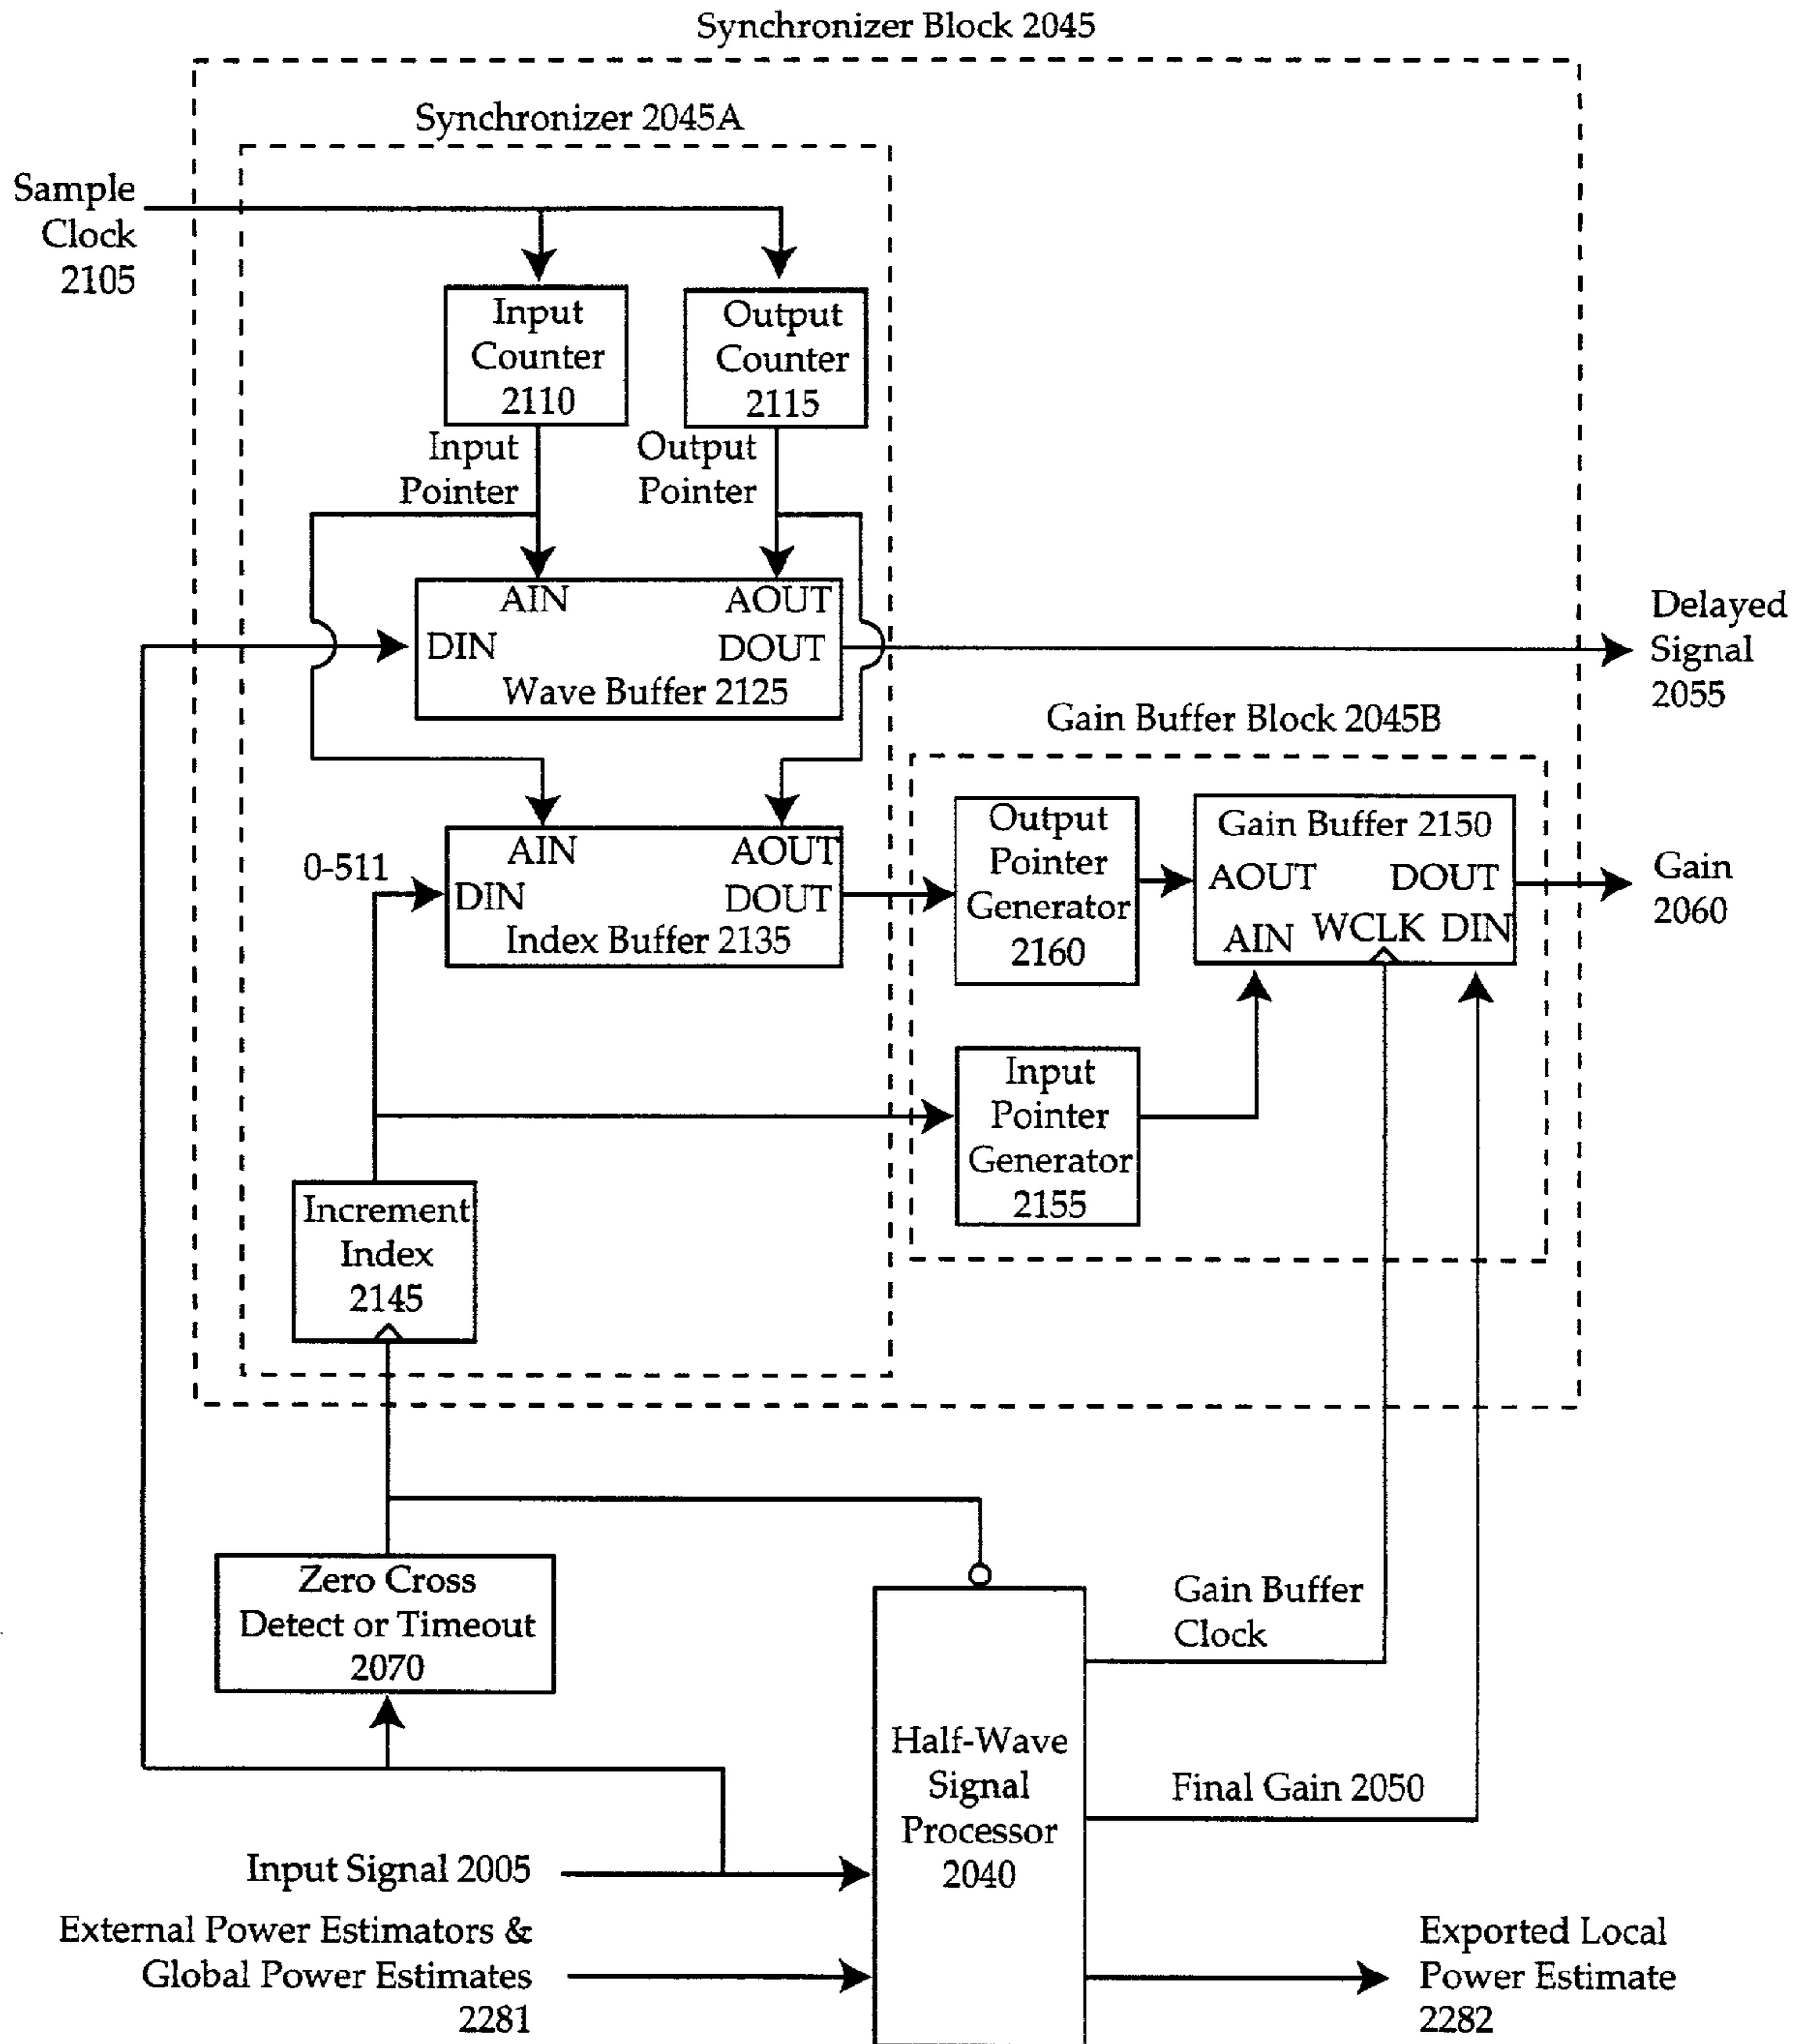 Synchronizer Block 2045
Synchronizer 2045A
Sample
Clock
2105
Input
Counter
2110
Output
Counter
2115
Input
Pointer
Output
Pointer
AIN
AOUT
DIN
DOUT
Wave Buffer 2125
Delayed
Signal
2055
Gain Buffer Block 2045B
0-511
AIN
AOUT
DIN
DOUT
Index Buffer 2135
Output
Pointer
Generator
2160
Gain Buffer 2150
AOUT
DOUT
AIN
WCLK
DIN
Gain
2060
Input
Pointer
Generator
2155
Increment
Index
2145
Zero Cross
Detect or Timeout
2070
Gain Buffer
Clock
Half-Wave
Signal
Processor
2040
Final Gain 2050
Input Signal 2005
External Power Estimators &
Global Power Estimates
2281
Exported Local
Power Estimate
2282